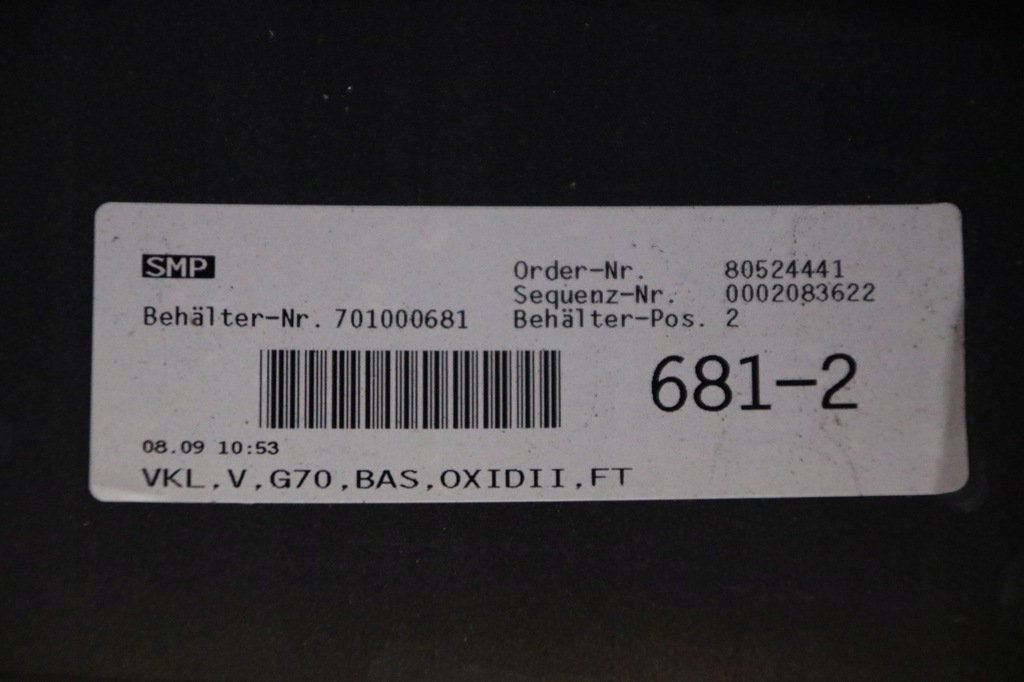 SMP
Order-Nr. 80524441
Sequenz-Nr. 0002083622
Behälter-Nr. 701000681 Behälter-Pos. 2
681-2
08.09 10:53
VKL,V,G70,BAS,OXIDII,FT